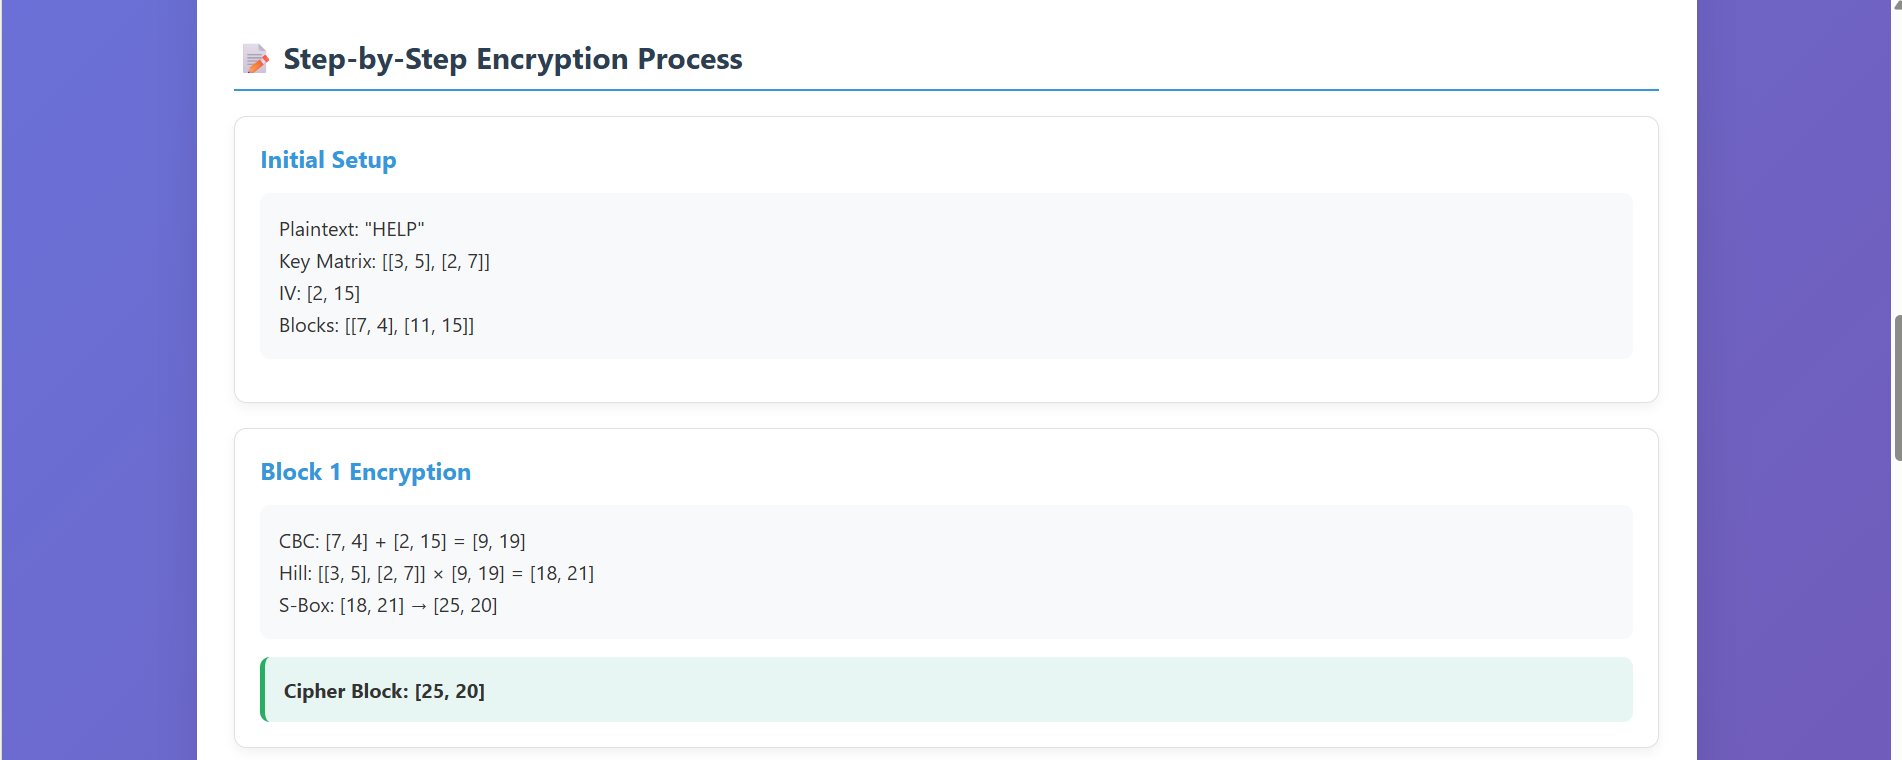 Step-by-Step Encryption Process
Initial Setup
Plaintext: "HELP"
Key Matrix: [[3, 5], [2, 7]]
IV: [2, 15]
Blocks: [[7, 4], [11, 15]]
Block 1 Encryption
CBC: [7, 4] + [2, 15] = [9, 19]
Hill: [[3, 5], [2, 7]] × [9, 19] = [18, 21]
S-Box: [18, 21] → [25, 20]
Cipher Block: [25, 20]